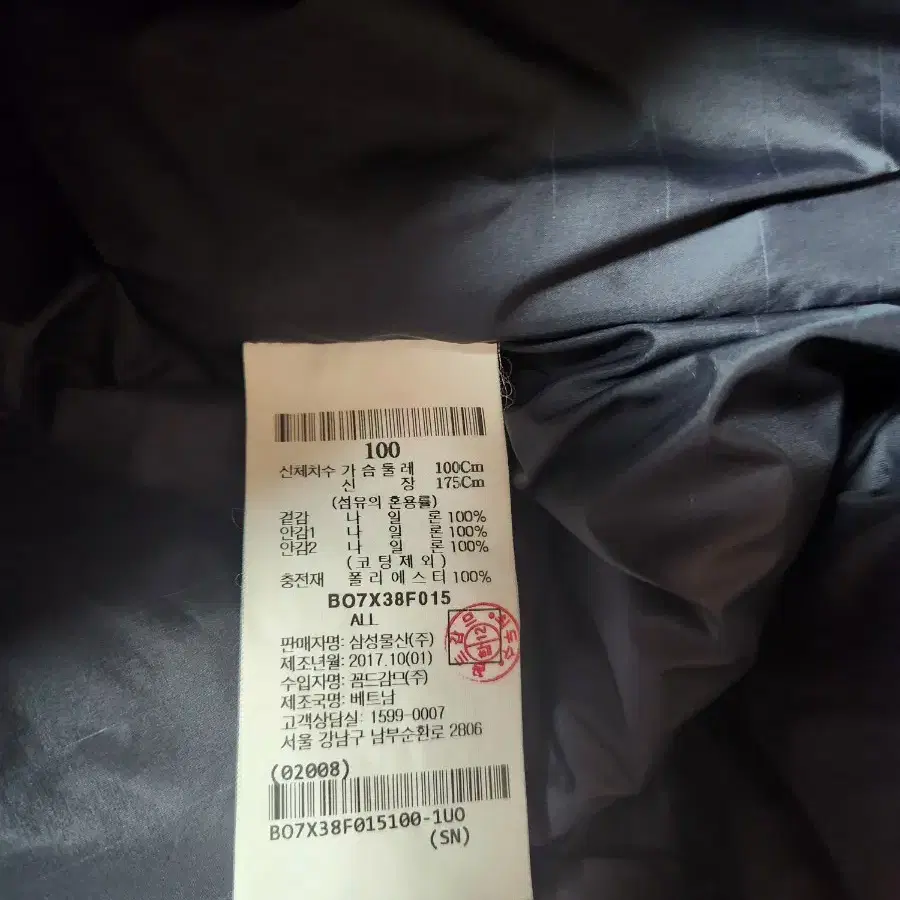 100
신체치수 가슴둘레 100Cm
신 장 175Cm
(섬유의 혼용률)
겉감 나 일 론 100%
안감1 나 일 론 100%
안감2 나 일 론 100%
(코팅제외)
충전재 폴리에스터 100%
BO7X38F015
ALL
판매자명: 삼성물산(주)
제조년월: 2017.10(01)
수입자명: 꼼드감므(주)
제조국명: 베트남
고객상담실: 1599-0007
서울 강남구 남부순환로 2806
(02008)
BO7X38F015100-1U0
(SN)